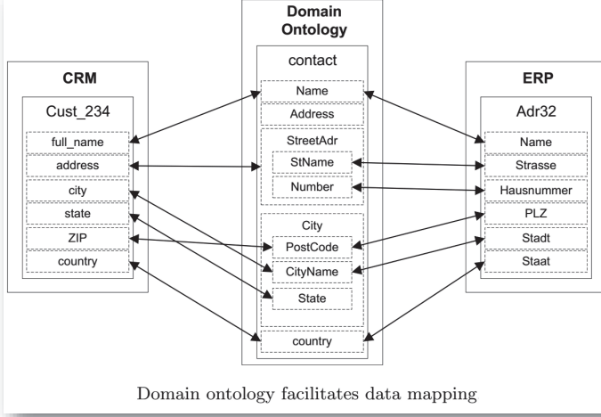 Domain
Ontology
contact
Name
Address
StreetAdr
StName
Number
City
PostCode
CityName
State
country
CRM
Cust_234
full_name
address
city
state
ZIP
country
ERP
Adr32
Name
Strasse
Hausnummer
PLZ
Stadt
Staat
Domain ontology facilitates data mapping